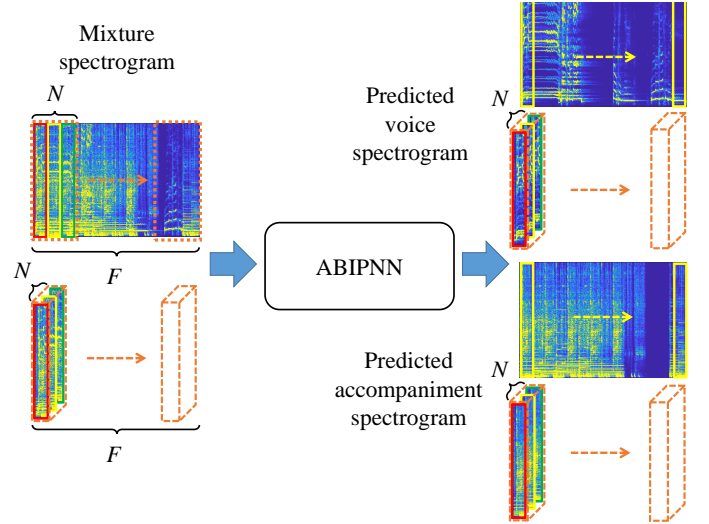 Mixture
spectrogram
N
F
N
F
ABIPNN
Predicted
voice
spectrogram
N
Predicted
accompaniment
spectrogram
N